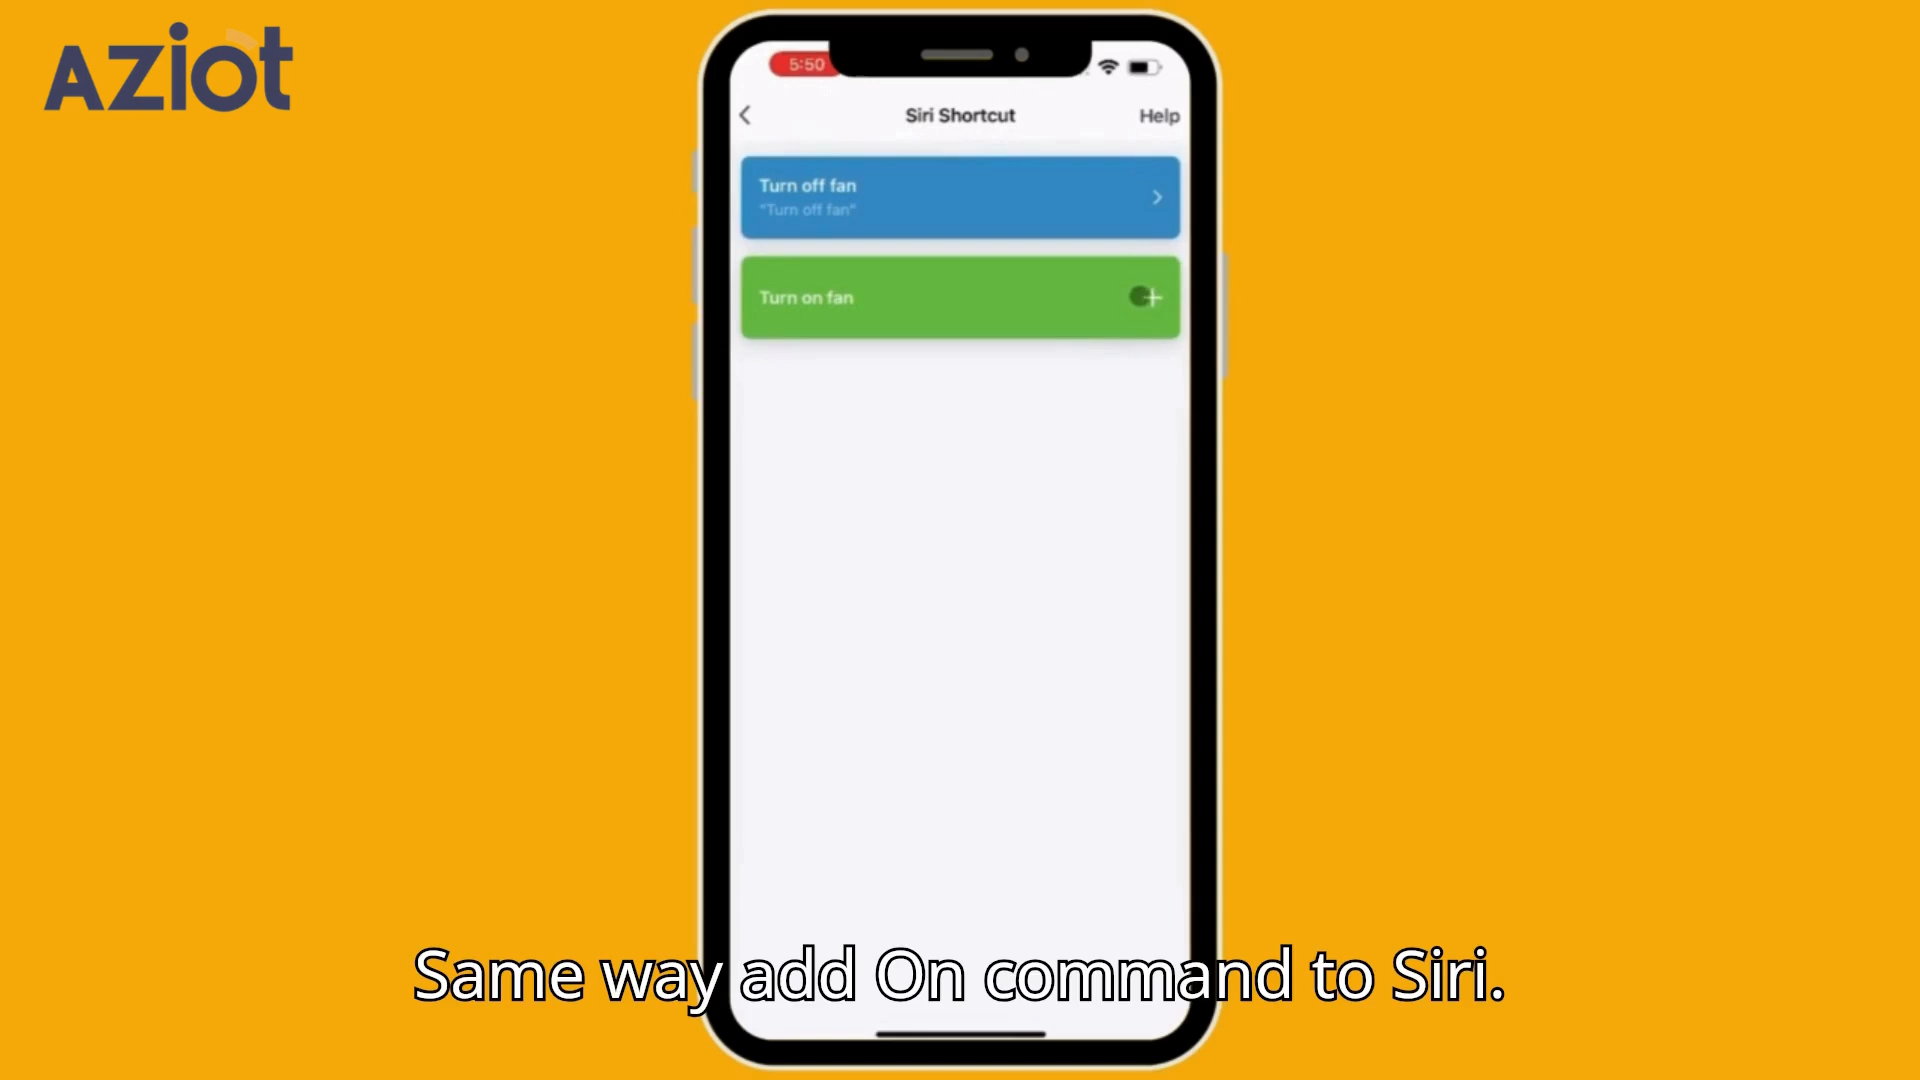 Aziot
5:50
Siri Shortcut
Help
Turn off fan
"Turn off fan"
Turn on fan
Same way add On command to Siri.